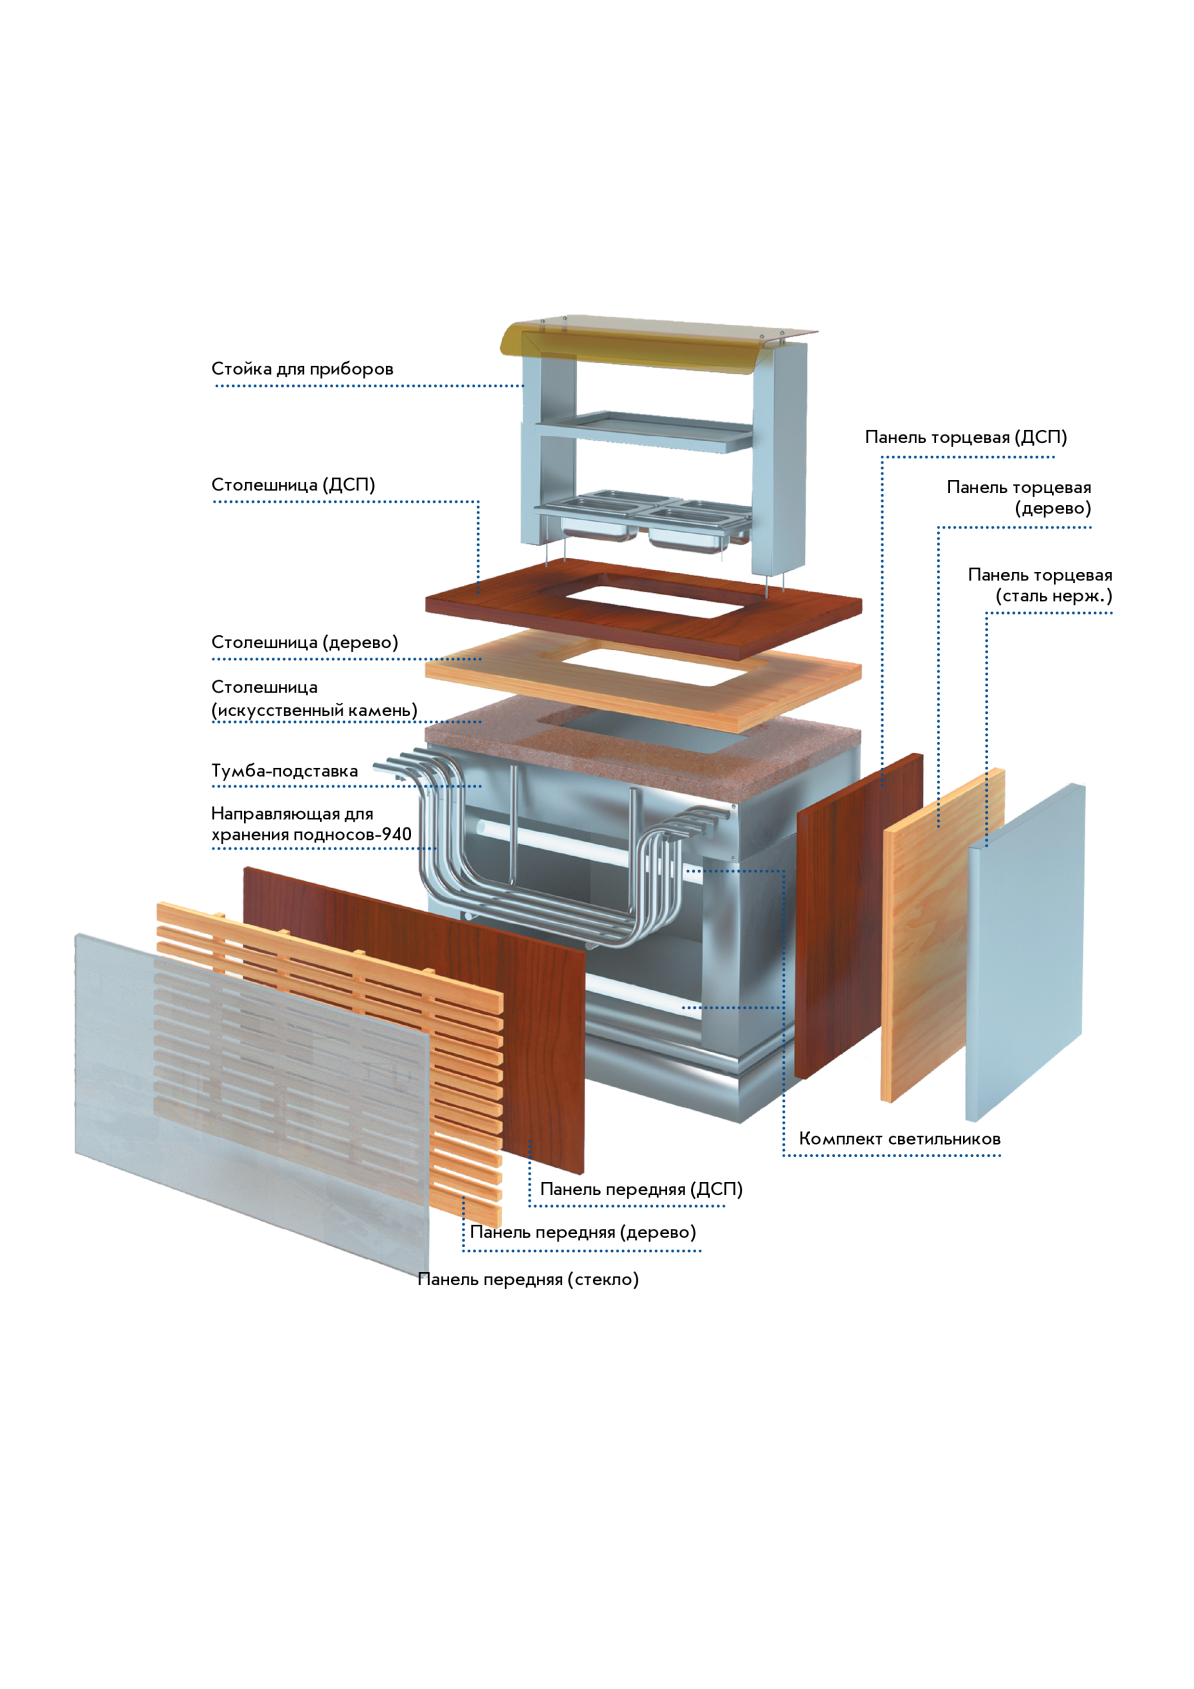 Стойка для приборов
Столешница (ДСП)
Столешница (дерево)
Столешница
(искусственный камень)
Тумба-подставка
Направляющая для
хранения подносов-940
Панель торцевая (ДСП)
Панель торцевая
(дерево)
Панель торцевая
(сталь нерж.)
Комплект светильников
Панель передняя (ДСП)
Панель передняя (дерево)
Панель передняя (стекло)